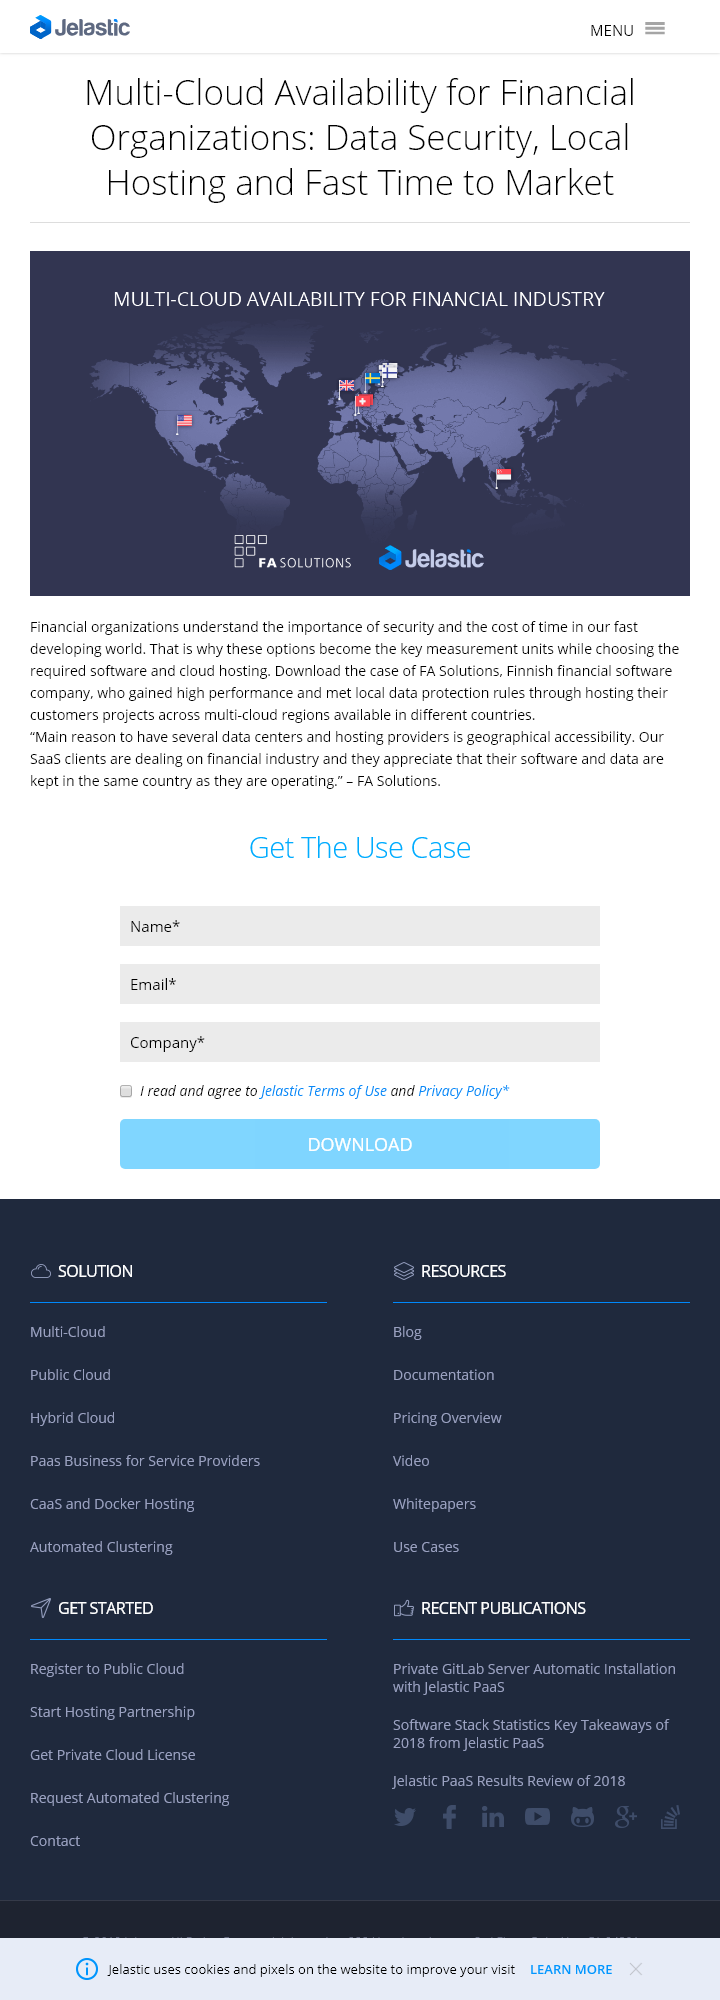 Jelastic
MENU
Multi-Cloud Availability for Financial
Organizations: Data Security, Local
Hosting and Fast Time to Market
MULTI-CLOUD AVAILABILITY FOR FINANCIAL INDUSTRY
FA SOLUTIONS
Jelastic
Financial organizations understand the importance of security and the cost of time in our fast
developing world. That is why these options become the key measurement units while choosing the
required software and cloud hosting. Download the case of FA Solutions, Finnish financial software
company, who gained high performance and met local data protection rules through hosting their
customers projects across multi-cloud regions available in different countries.
“Main reason to have several data centers and hosting providers is geographical accessibility. Our
SaaS clients are dealing on financial industry and they appreciate that their software and data are
kept in the same country as they are operating.” – FA Solutions.
Get The Use Case
Name*
Email*
Company*
I read and agree to Jelastic Terms of Use and Privacy Policy*
DOWNLOAD
SOLUTION
Multi-Cloud
Public Cloud
Hybrid Cloud
Paas Business for Service Providers
CaaS and Docker Hosting
Automated Clustering
RESOURCES
Blog
Documentation
Pricing Overview
Video
Whitepapers
Use Cases
GET STARTED
Register to Public Cloud
Start Hosting Partnership
Get Private Cloud License
Request Automated Clustering
Contact
RECENT PUBLICATIONS
Private GitLab Server Automatic Installation
with Jelastic PaaS
Software Stack Statistics Key Takeaways of
2018 from Jelastic PaaS
Jelastic PaaS Results Review of 2018
Jelastic uses cookies and pixels on the website to improve your visit
LEARN MORE